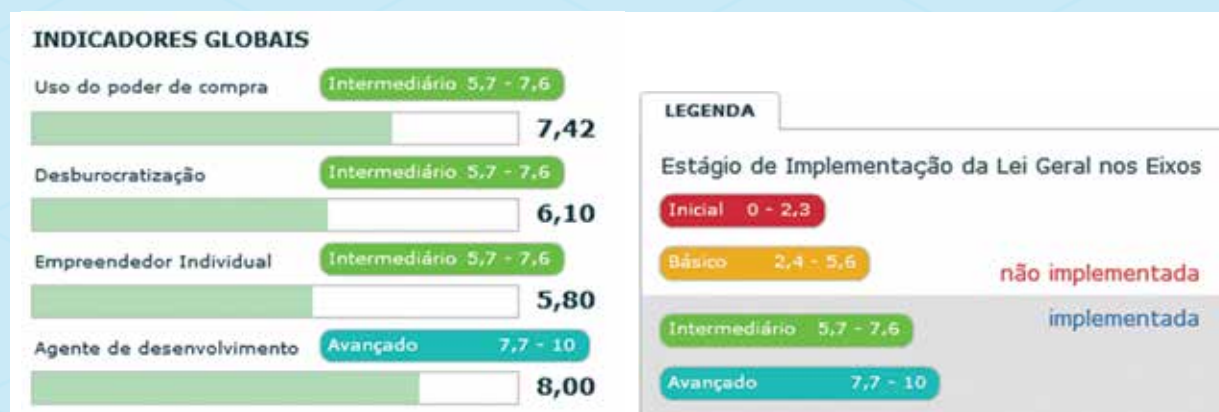 INDICADORES GLOBAIS
Uso do poder de compra Intermediário 5,7 - 7,6
7,42
Desburocratização Intermediário 5,7 - 7,6
6,10
Empreendedor Individual Intermediário 5,7 - 7,6
5,80
Agente de desenvolvimento Avançado 7,7 - 10
8,00
LEGENDA
Estágio de Implementação da Lei Geral nos Eixos
Inicial 0 - 2,3
Básico 2,4 - 5,6
não implementada
implementada
Intermediário 5,7 - 7,6
Avançado 7,7 - 10